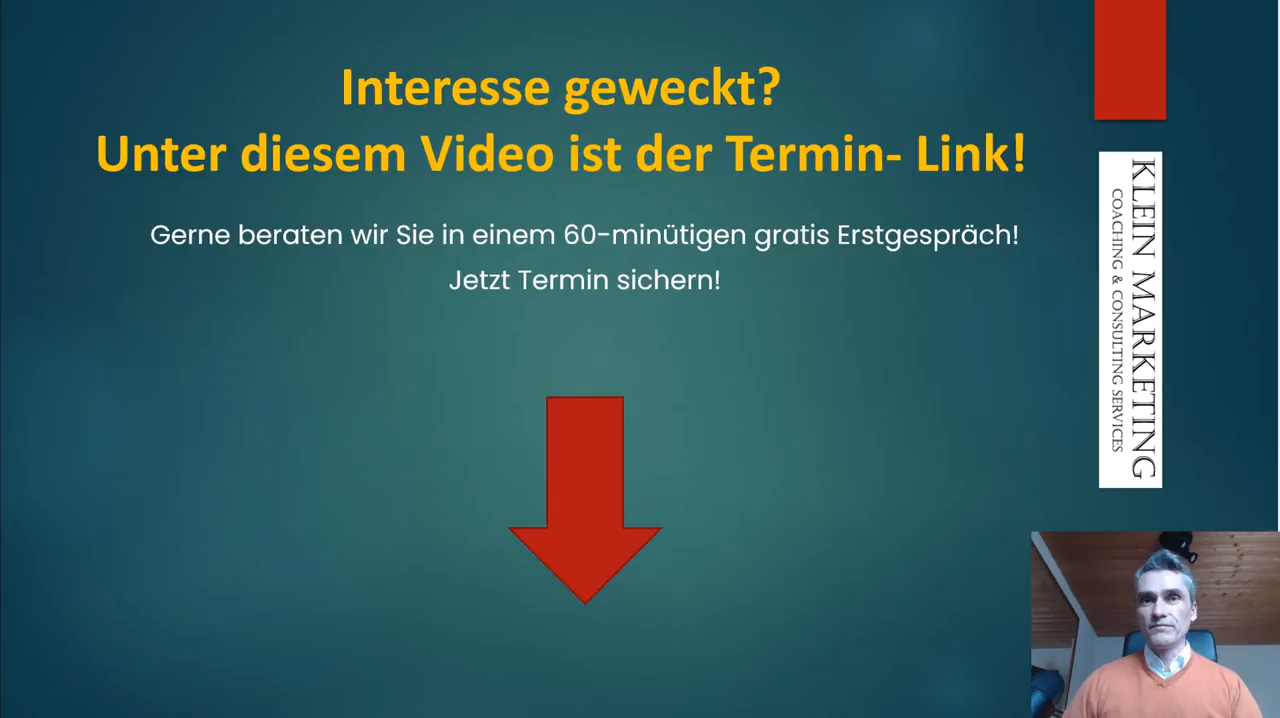 Interesse geweckt?
Unter diesem Video ist der Termin- Link!
Gerne beraten wir Sie in einem 60-minütigen gratis Erstgespräch!
Jetzt Termin sichern!
KLEIN MARKETING
COACHING & CONSULTING SERVICES